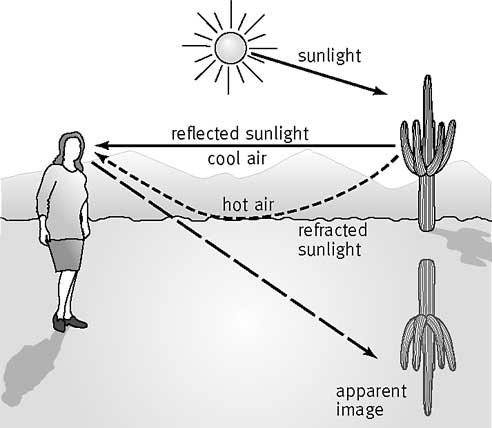 sunlight
reflected sunlight
cool air
hot air
refracted
sunlight
apparent
image